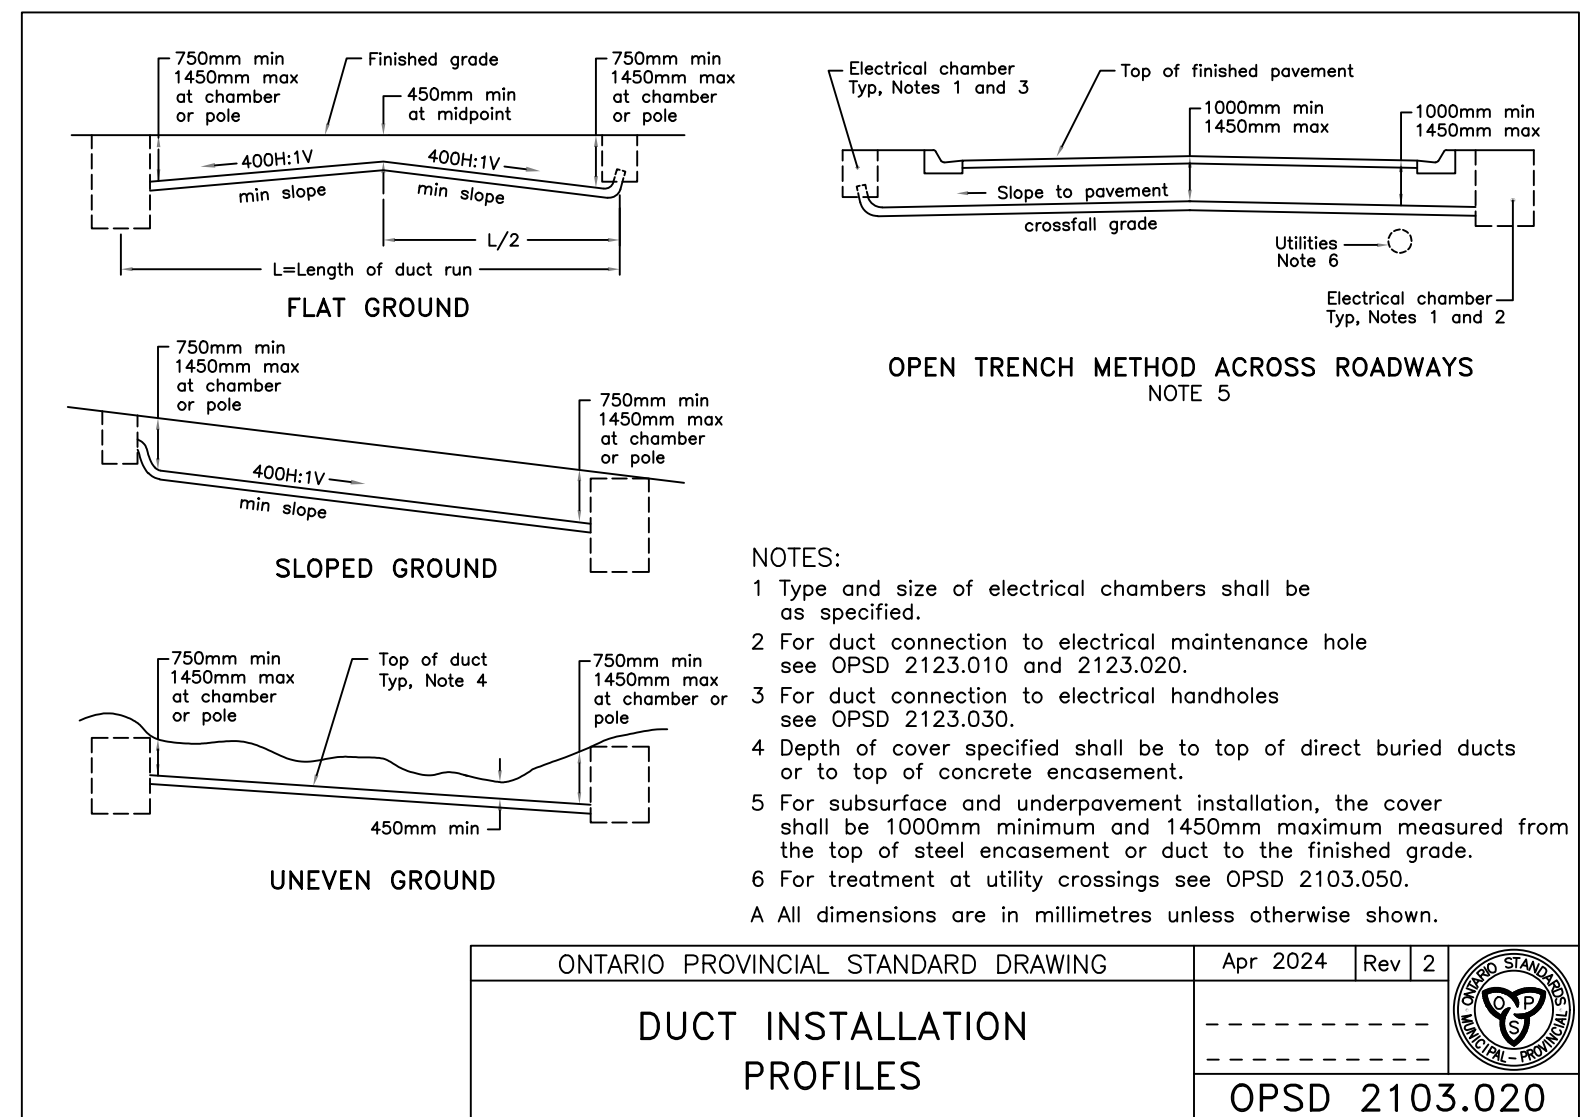 750mm min
1450mm max
at chamber
or pole
Finished grade
450mm min
at midpoint
750mm min
1450mm max
at chamber
or pole
400H:1V
min slope
400H:1V
min slope
L/2
L=Length of duct run
FLAT GROUND
Electrical chamber
Typ, Notes 1 and 3
Top of finished pavement
1000mm min
1450mm max
1000mm min
1450mm max
Slope to pavement
crossfall grade
Utilities
Note 6
Electrical chamber
Typ, Notes 1 and 2
OPEN TRENCH METHOD ACROSS ROADWAYS
NOTE 5
750mm min
1450mm max
at chamber
or pole
750mm min
1450mm max
at chamber
or pole
400H:1V
min slope
SLOPED GROUND
750mm min
1450mm max
at chamber
or pole
Top of duct
Typ, Note 4
750mm min
1450mm max
at chamber or
pole
450mm min
UNEVEN GROUND
NOTES:
1 Type and size of electrical chambers shall be
as specified.
2 For duct connection to electrical maintenance hole
see OPSD 2123.010 and 2123.020.
3 For duct connection to electrical handholes
see OPSD 2123.030.
4 Depth of cover specified shall be to top of direct buried ducts
or to top of concrete encasement.
5 For subsurface and underpavement installation, the cover
shall be 1000mm minimum and 1450mm maximum measured from
the top of steel encasement or duct to the finished grade.
6 For treatment at utility crossings see OPSD 2103.050.
A All dimensions are in millimetres unless otherwise shown.
ONTARIO PROVINCIAL STANDARD DRAWING
Apr 2024
Rev
2
DUCT INSTALLATION
PROFILES
ONTARIO STANDARDS
MUNICIPAL-PROVINCIAL
O P
S
OPSD 2103.020